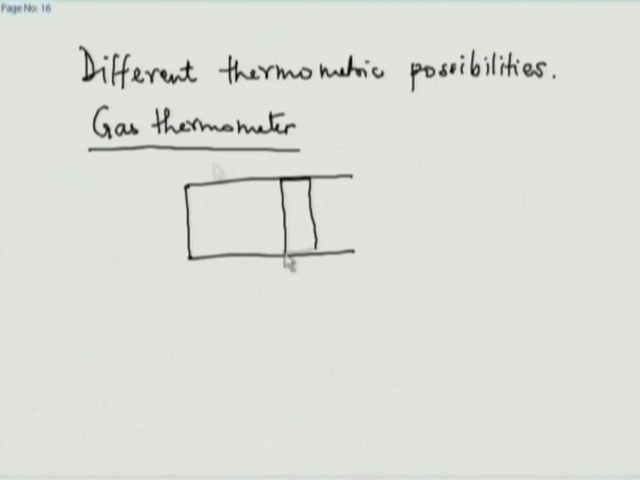 Page No: 16
Different thermometric possibilities.
Gas thermometer